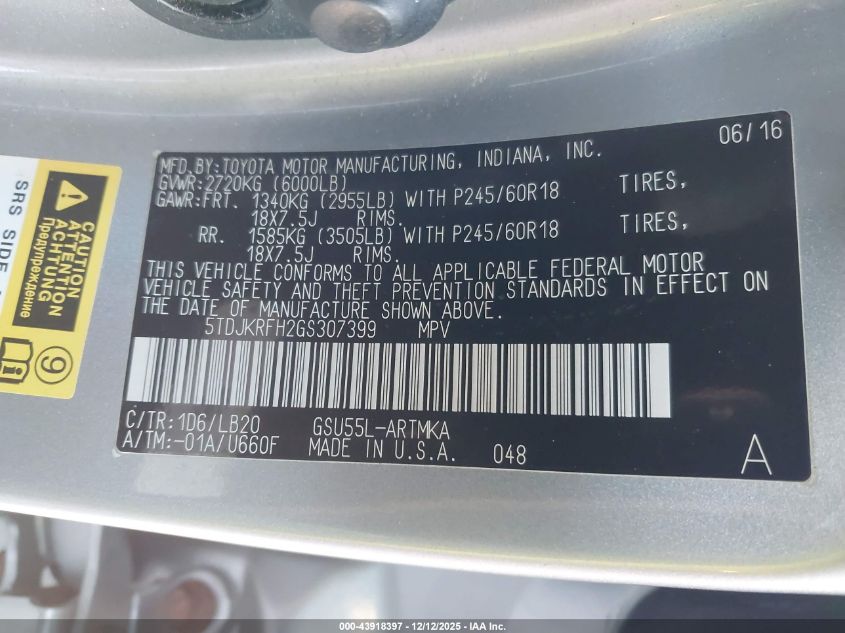 06/16
MFD. BY: TOYOTA MOTOR MANUFACTURING, INDIANA, INC.
GVWR: 2720KG (6000LB)
GAWR: FRT. 1340KG (2955LB) WITH P245/60R18 TIRES,
18X7.5J RIMS.
RR. 1585KG (3505LB) WITH P245/60R18 TIRES,
18X7.5J RIMS.
THIS VEHICLE CONFORMS TO ALL APPLICABLE FEDERAL MOTOR
VEHICLE SAFETY AND THEFT PREVENTION STANDARDS IN EFFECT ON
THE DATE OF MANUFACTURE SHOWN ABOVE.
5TDJKRFH2GS307399 MPV
C/TR: 1D6/LB20 GSU55L-ARTMKA
A/TM: -01A/U660F MADE IN U.S.A. 048 A
CAUTION
ATTENTION
ACHTUNG
Предупреждение
SRS SIDE
9
000-43918397 - 12/12/2025 - IAA Inc.